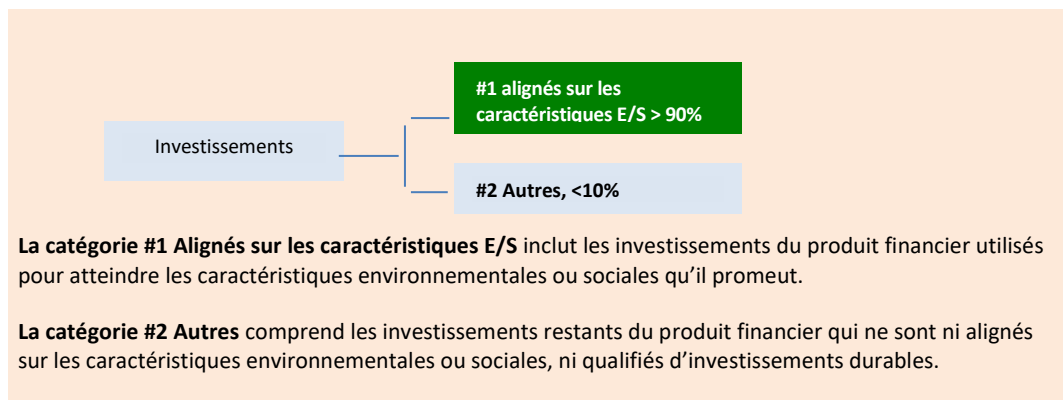 #1 alignés sur les
caractéristiques E/S > 90%
Investissements
#2 Autres, <10%
La catégorie #1 Alignés sur les caractéristiques E/S inclut les investissements du produit financier utilisés
pour atteindre les caractéristiques environnementales ou sociales qu’il promeut.
La catégorie #2 Autres comprend les investissements restants du produit financier qui ne sont ni alignés
sur les caractéristiques environnementales ou sociales, ni qualifiés d’investissements durables.